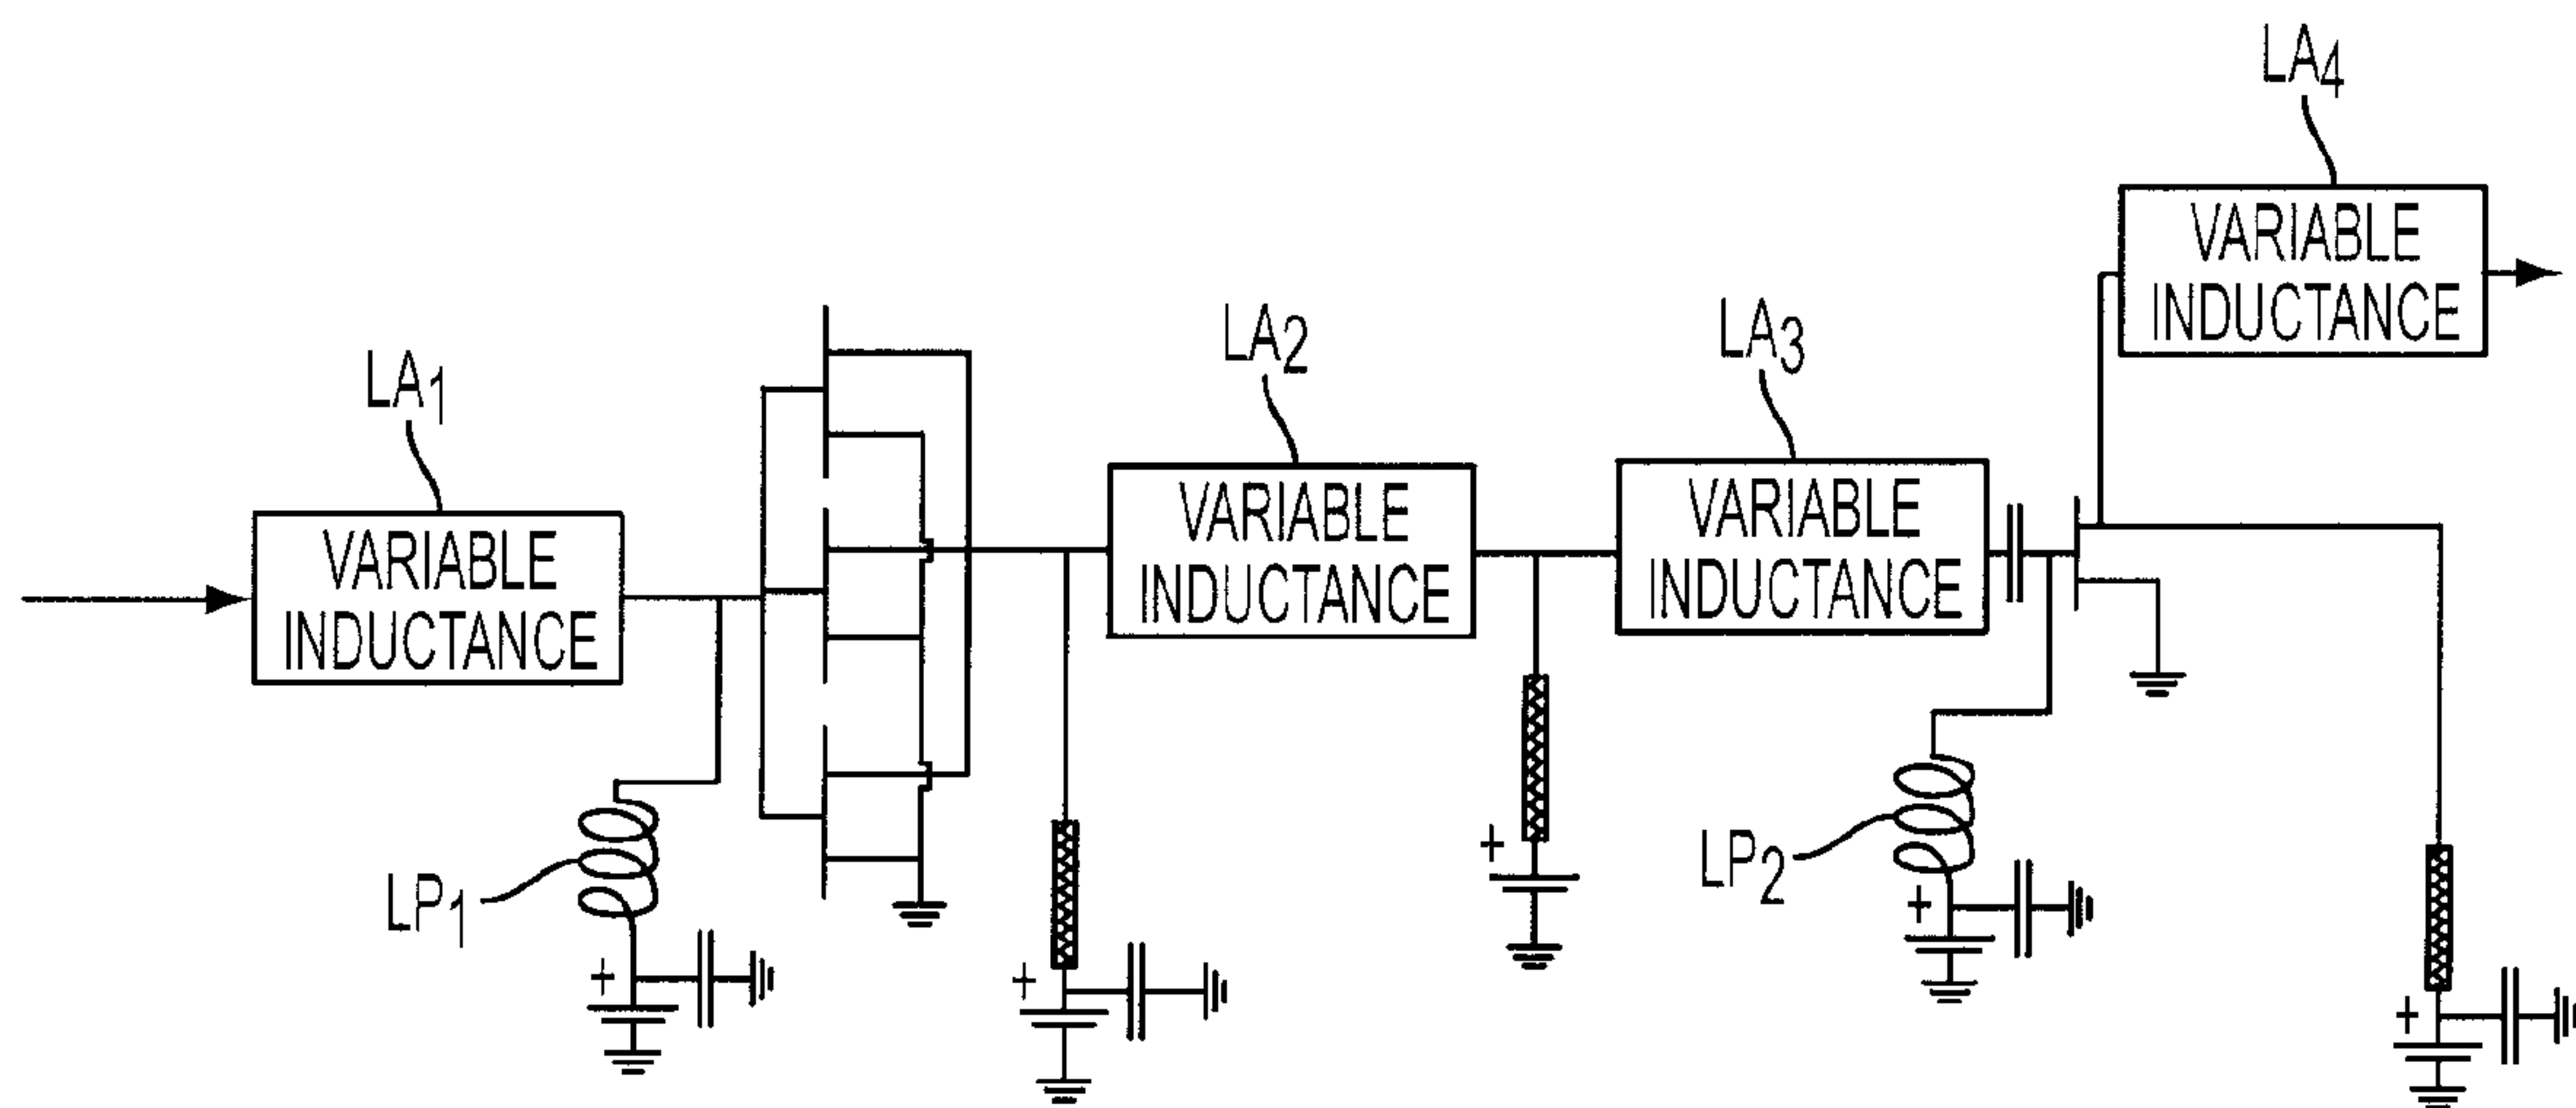 LA4
VARIABLE
INDUCTANCE
LA2
LA3
LA1
VARIABLE
INDUCTANCE
VARIABLE
INDUCTANCE
VARIABLE
INDUCTANCE
+
LP2
+
LP1
+
+
+